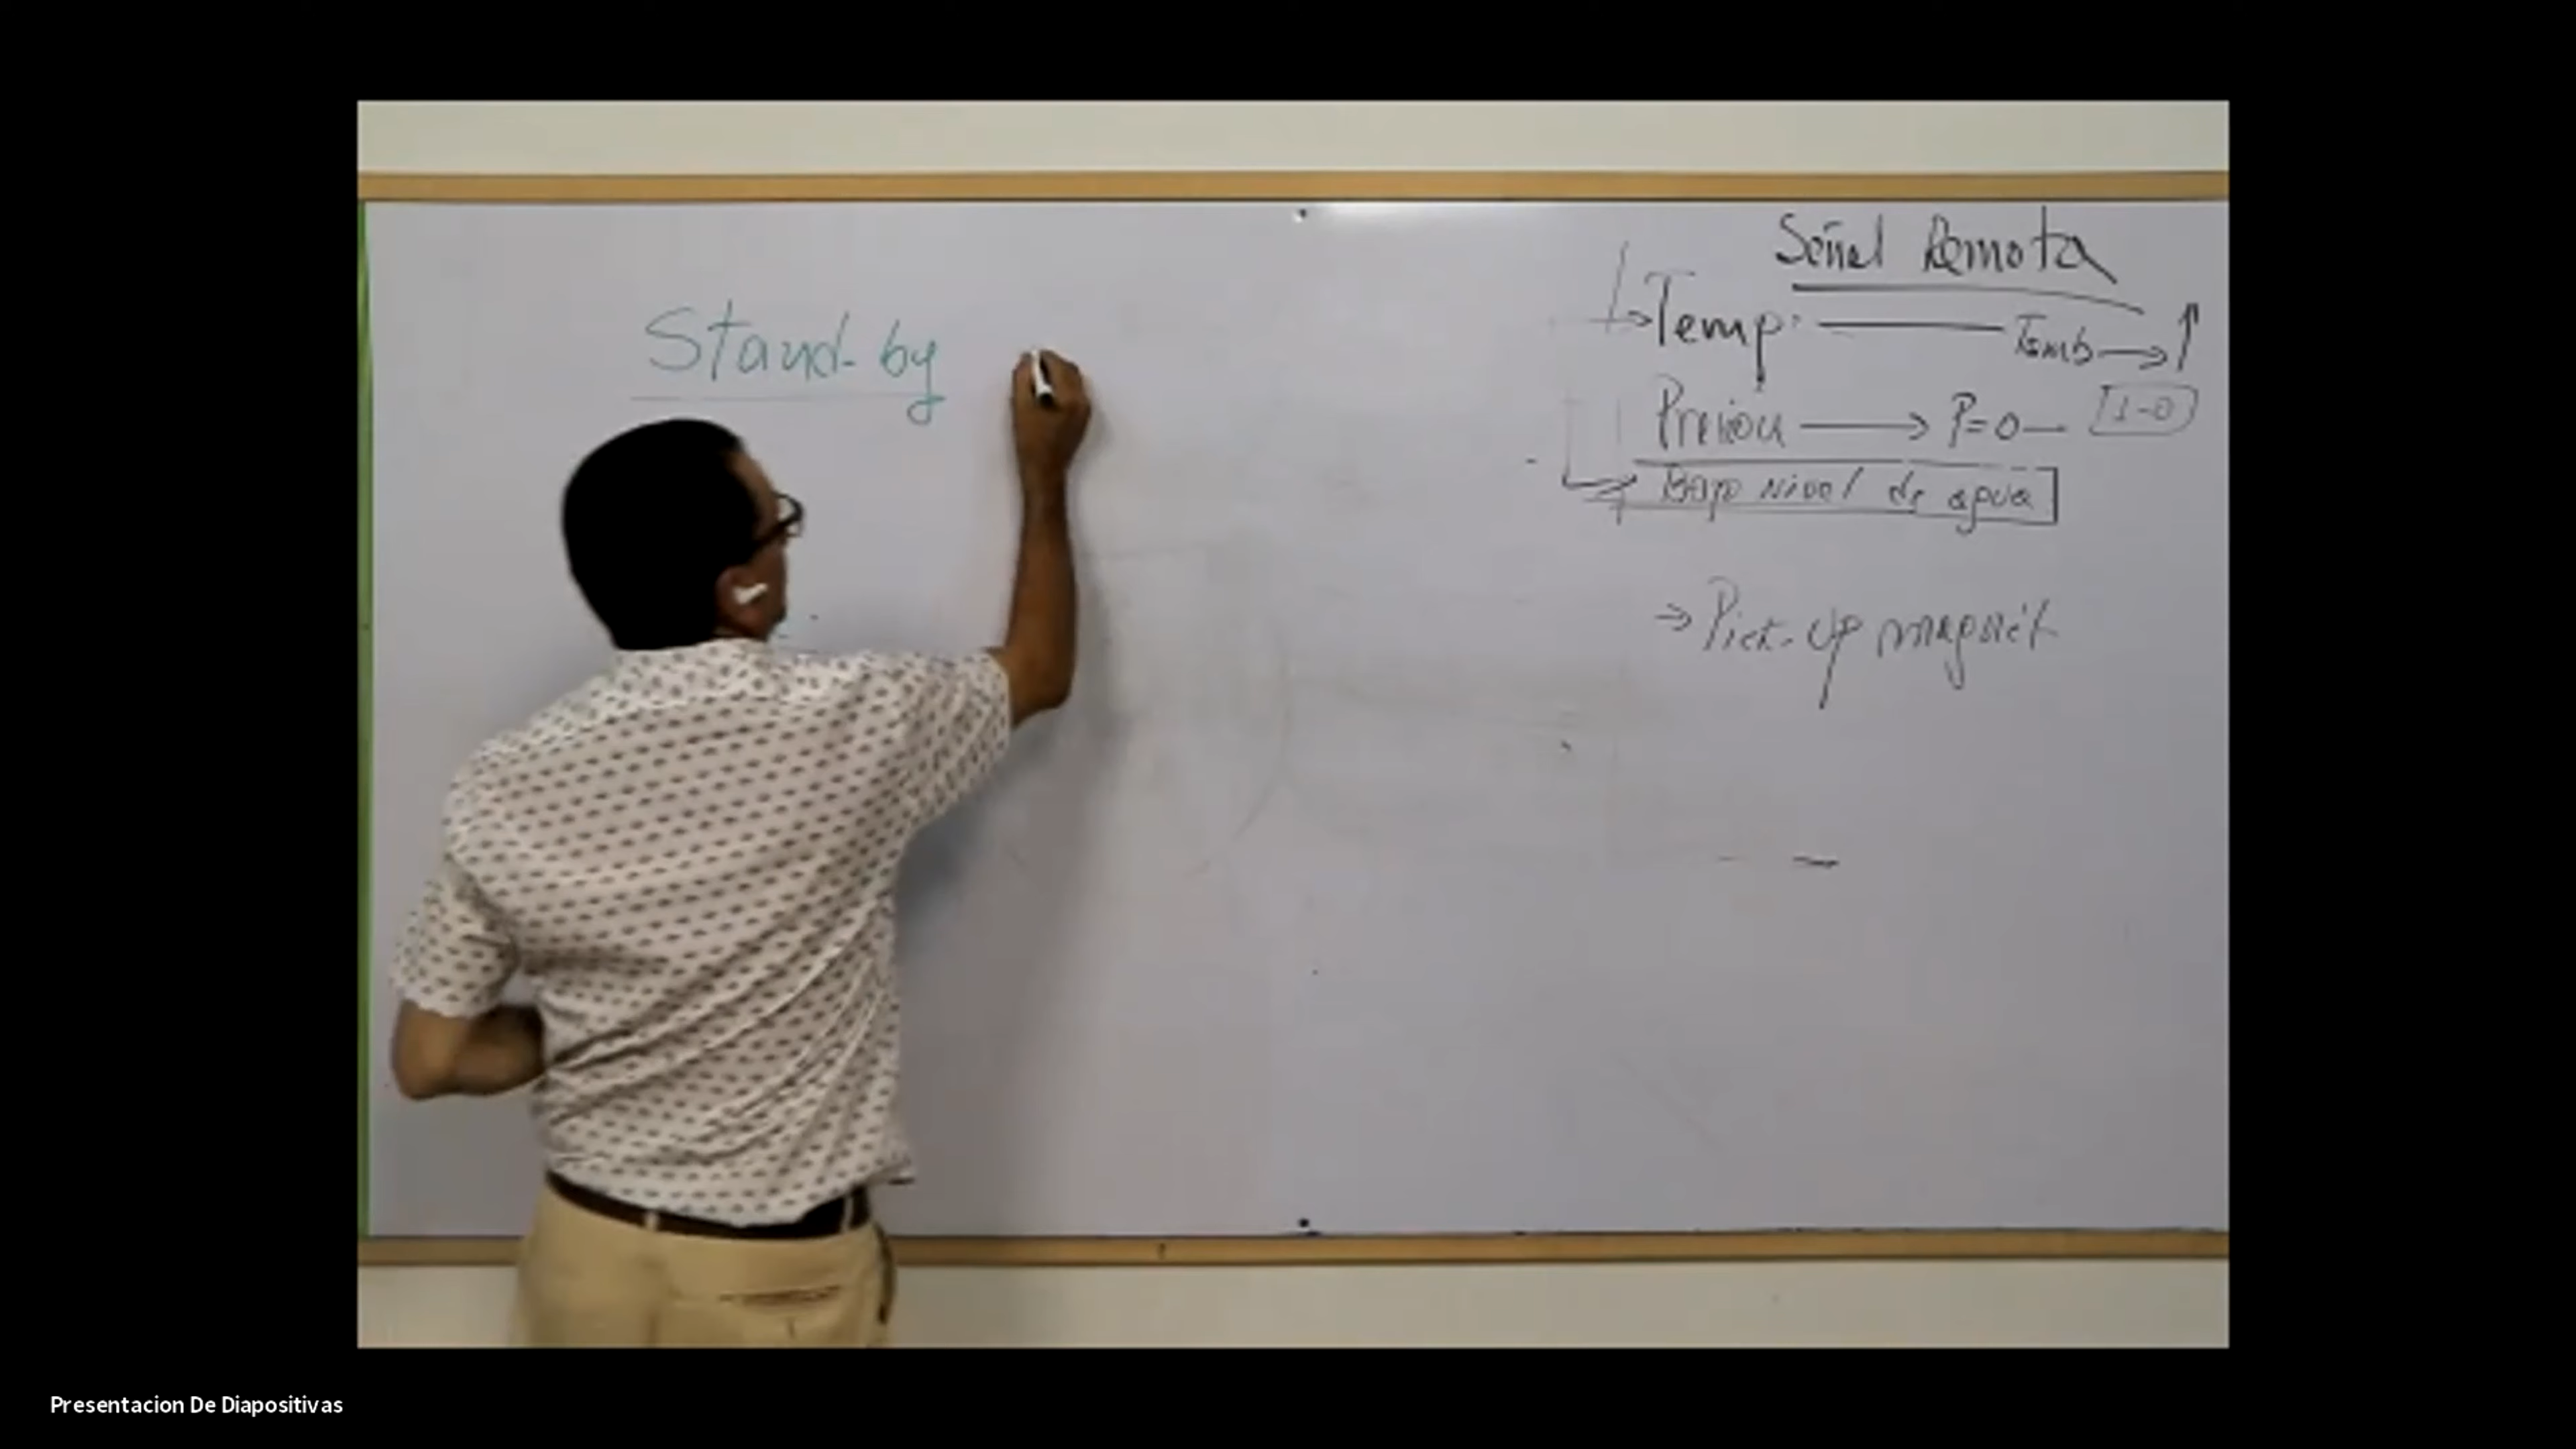 Stand-by
Señal Remota
Temp. Tamb → ↑
Presion → P=0 — 1-0
Bajo nivel de agua
→ Pick-up magnét
Presentacion De Diapositivas